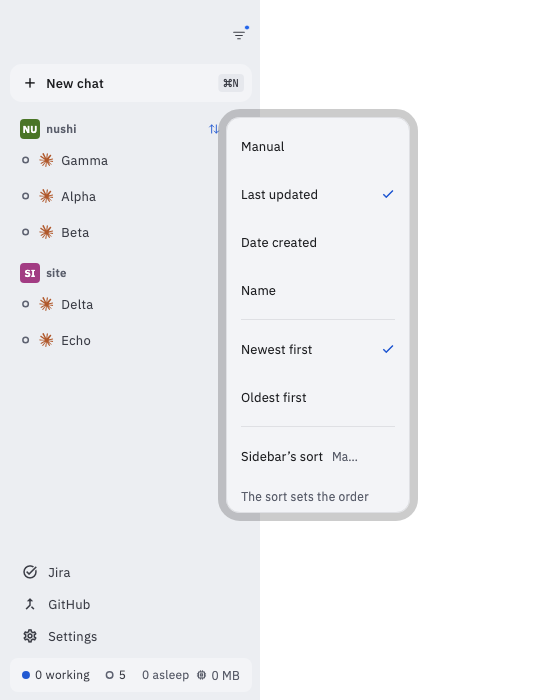 New chat
⌘N
NU nushi
Manual
Gamma
Last updated
Alpha
Beta
Date created
SI site
Name
Delta
Echo
Newest first
Oldest first
Sidebar’s sort Ma...
The sort sets the order
Jira
GitHub
Settings
0 working 5 0 asleep 0 MB